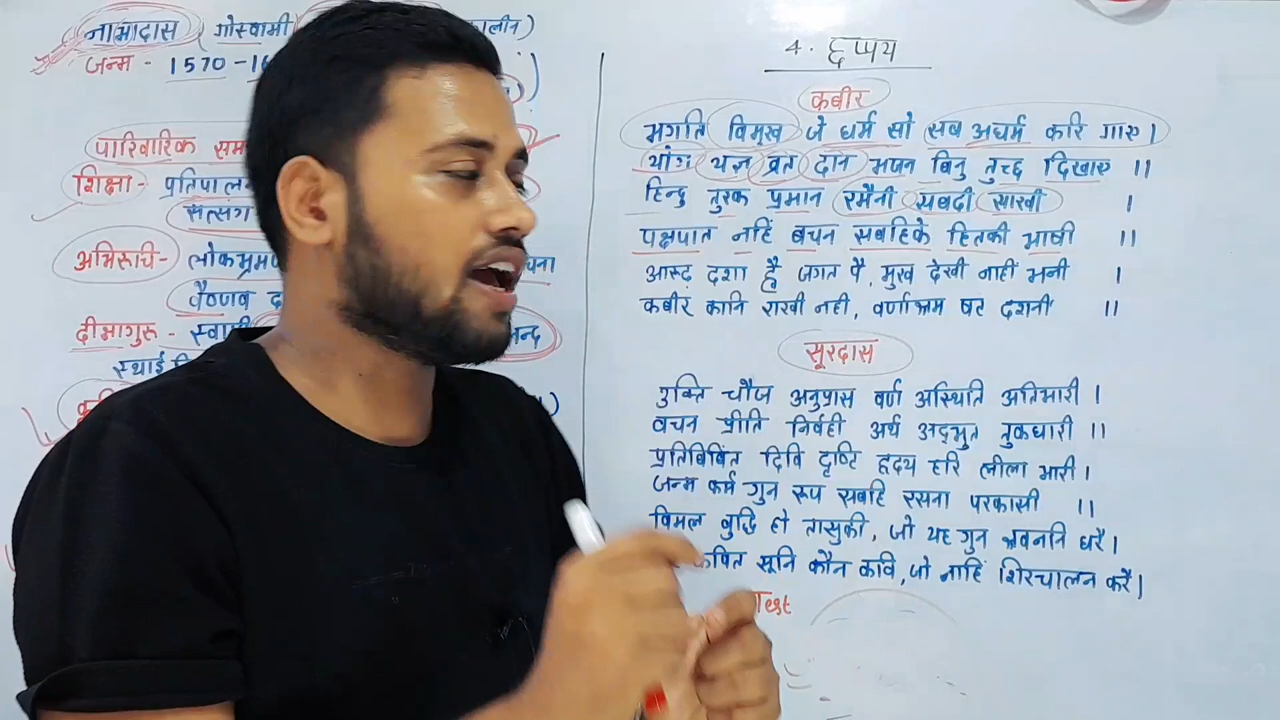 नाभादास ( गोस्वामी
जन्म - 1570 -
पारिवारिक
शिक्षा - प्रतिपालन
सत्संग
अभिरुचि -
वैष्णव
दीक्षागुरु - स्वामी
स्थाई
4. छप्पय
कबीर
भगति विमुख जे धर्म सो सब अधर्म करि गाए ।
योग यज्ञ व्रत दान भजन बिनु तुच्छ दिखाए ॥
हिन्दु तुरक प्रमान रमैनी सबदी साखी ।
पक्षपात नहिं बचन सबहिके हितकी भाषी ॥
आरूढ़ दशा ह्वै जगत पै, मुख देखी नाहीं भनी ।
कबीर कानि राखी नहीं, वर्णाश्रम षट दर्शनी ॥
सूरदास
उक्ति चौज अनुप्रास वर्ण अस्थिति अतिभारी ।
वचन प्रीति निर्वही अर्थ अद्भुत तुकधारी ॥
प्रतिबिंबित दिवि दृष्टि हृदय हरि लीला भासी ।
जन्म कर्म गुन रूप सबहि रसना परकासी ॥
विमल बुद्धि हो तासुकी, जो यह गुन श्रवननि धरै ।
कवित सूनि कौन कवि, जो नाहिं शिरचालन करैं ।
Test